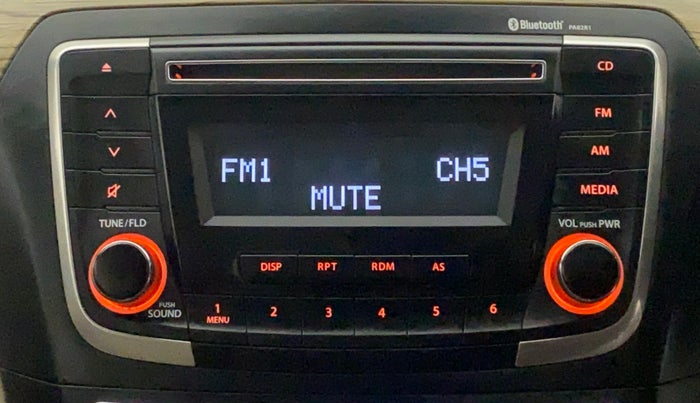 Bluetooth PA82R1
CD
FM
AM
MEDIA
FM1 CH5
MUTE
TUNE/FLD
VOL PUSH PWR
DISP RPT RDM AS
PUSH
SOUND
1 2 3 4 5 6
MENU